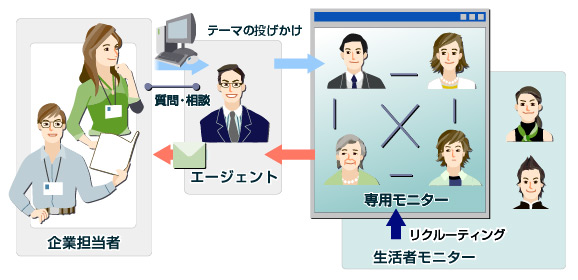 テーマの投げかけ
質問・相談
エージェント
企業担当者
専用モニター
リクルーティング
生活者モニター